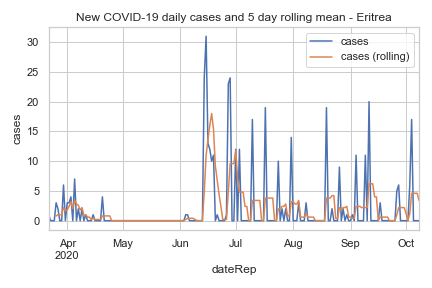 New COVID-19 daily cases and 5 day rolling mean - Eritrea
cases
cases (rolling)
30
25
20
15
10
5
0
cases
Apr May Jun Jul Aug Sep Oct
2020
dateRep